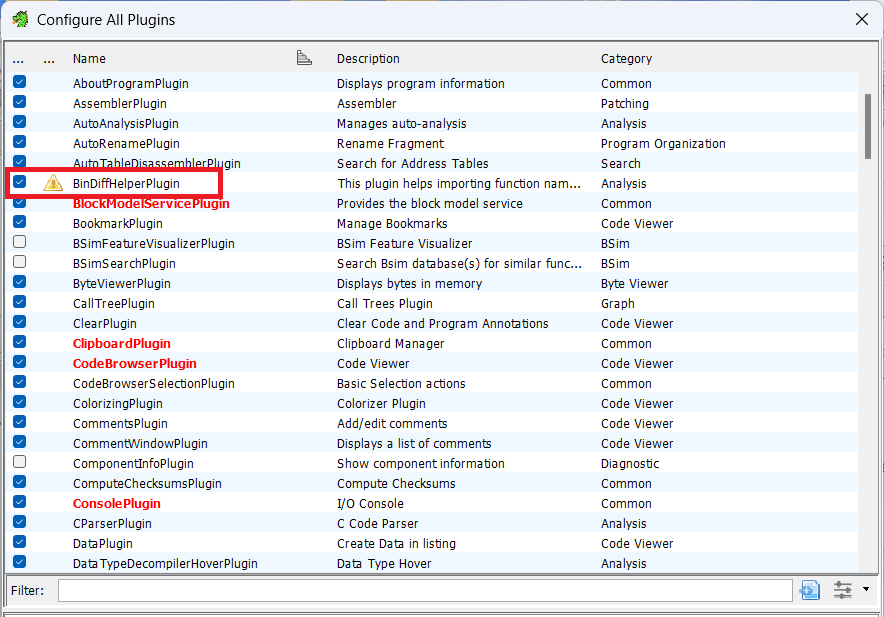 Configure All Plugins
... ... Name Description Category
AboutProgramPlugin Displays program information Common
AssemblerPlugin Assembler Patching
AutoAnalysisPlugin Manages auto-analysis Analysis
AutoRenamePlugin Rename Fragment Program Organization
AutoTableDisassemblerPlugin Search for Address Tables Search
BinDiffHelperPlugin This plugin helps importing function nam... Analysis
BlockModelServicePlugin Provides the block model service Common
BookmarkPlugin Manage Bookmarks Code Viewer
BSimFeatureVisualizerPlugin BSim Feature Visualizer BSim
BSimSearchPlugin Search Bsim database(s) for similar func... BSim
ByteViewerPlugin Displays bytes in memory Byte Viewer
CallTreePlugin Call Trees Plugin Graph
ClearPlugin Clear Code and Program Annotations Code Viewer
ClipboardPlugin Clipboard Manager Common
CodeBrowserPlugin Code Viewer Code Viewer
CodeBrowserSelectionPlugin Basic Selection actions Common
ColorizingPlugin Colorizer Plugin Code Viewer
CommentsPlugin Add/edit comments Code Viewer
CommentWindowPlugin Displays a list of comments Code Viewer
ComponentInfoPlugin Show component information Diagnostic
ComputeChecksumsPlugin Compute Checksums Common
ConsolePlugin I/O Console Common
CParserPlugin C Code Parser Analysis
DataPlugin Create Data in listing Code Viewer
DataTypeDecompilerHoverPlugin Data Type Hover Analysis
Filter: